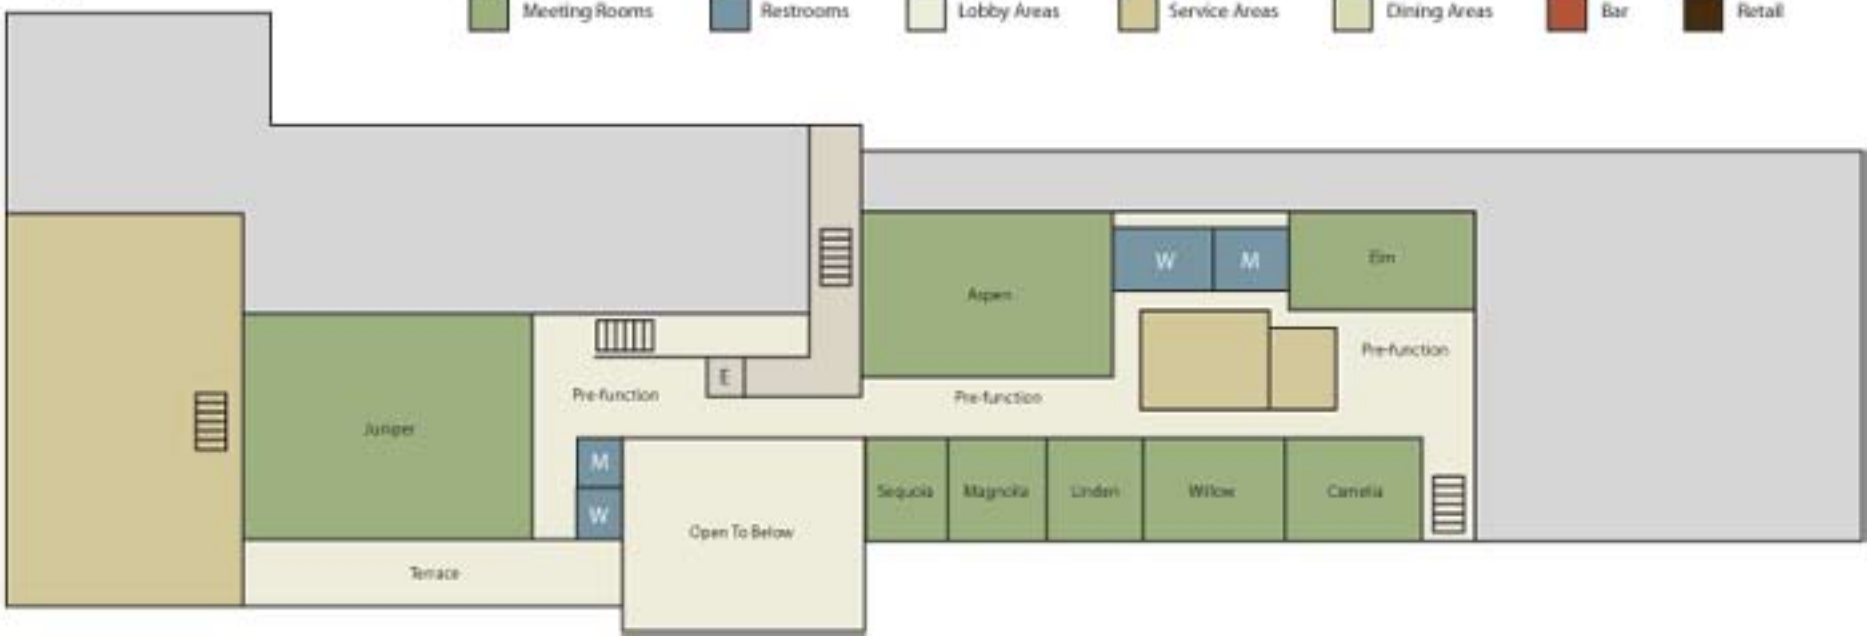 Meeting Rooms Restrooms Lobby Areas Service Areas Dining Areas Bar Retail
W M
Elm
Aspen
Pre-function
E
Pre-function
Pre-function
Juniper
M
W
Sequoia Magnolia Linden Willow Camelia
Open To Below
Terrace